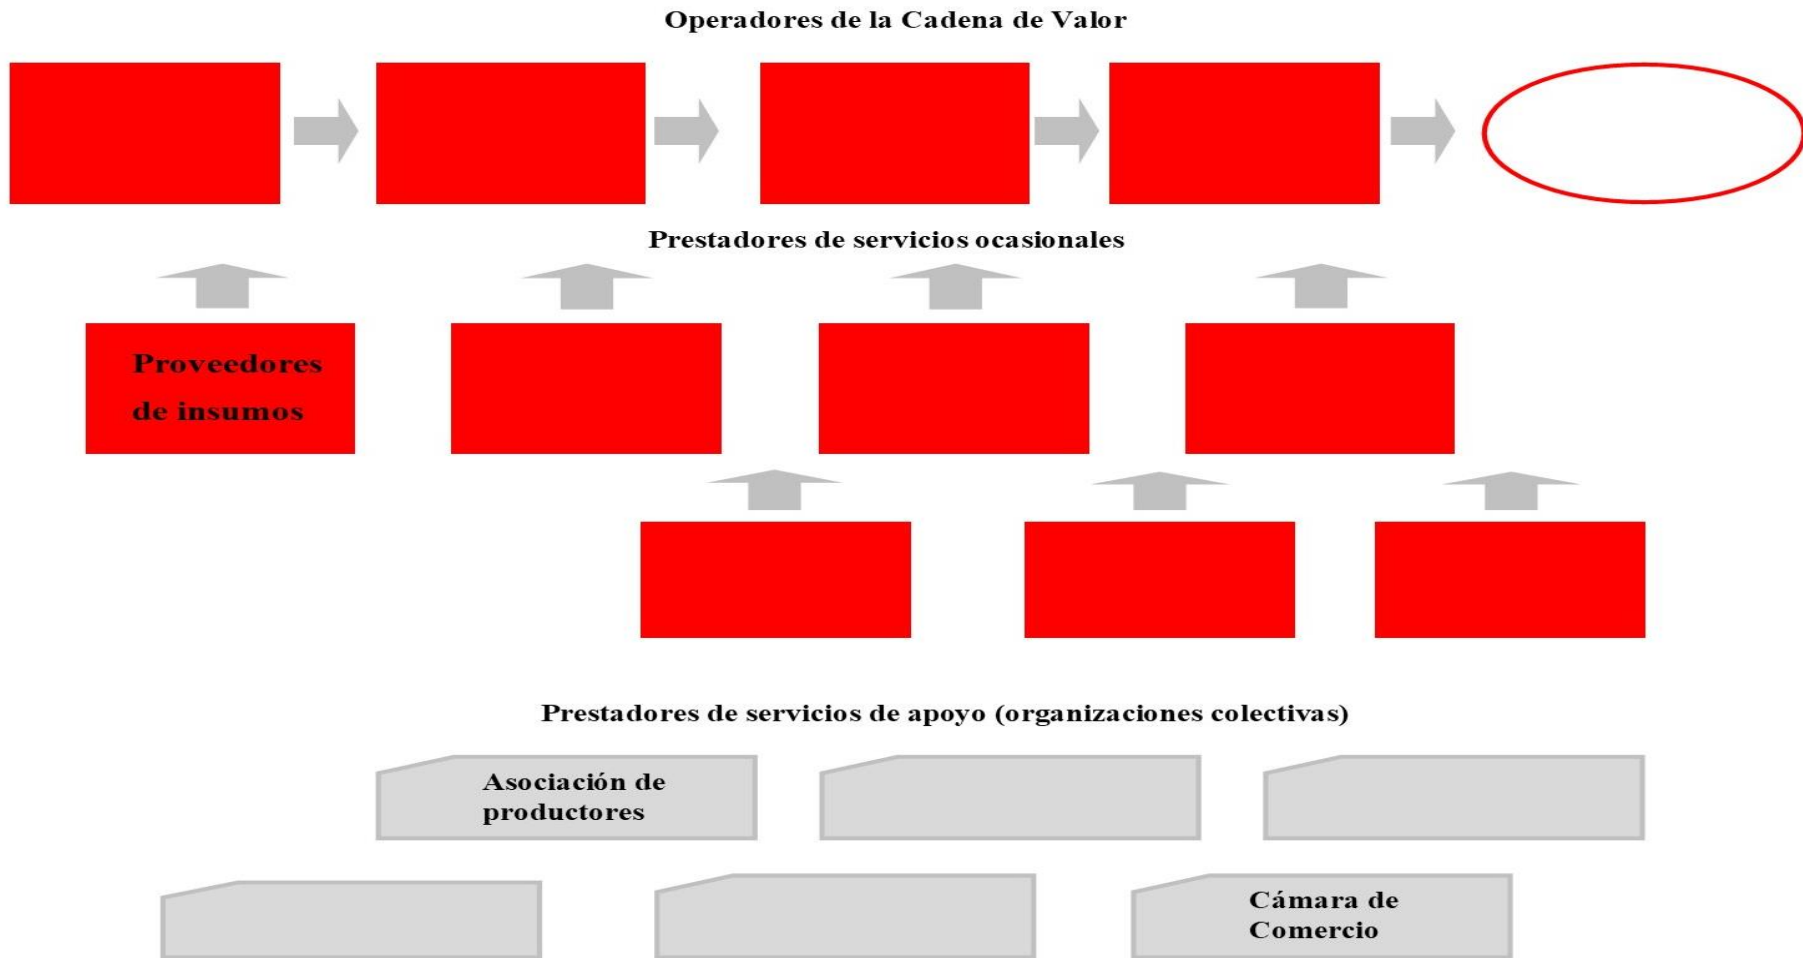 Operadores de la Cadena de Valor
Prestadores de servicios ocasionales
Proveedores
de insumos
Prestadores de servicios de apoyo (organizaciones colectivas)
Asociación de
productores
Cámara de
Comercio